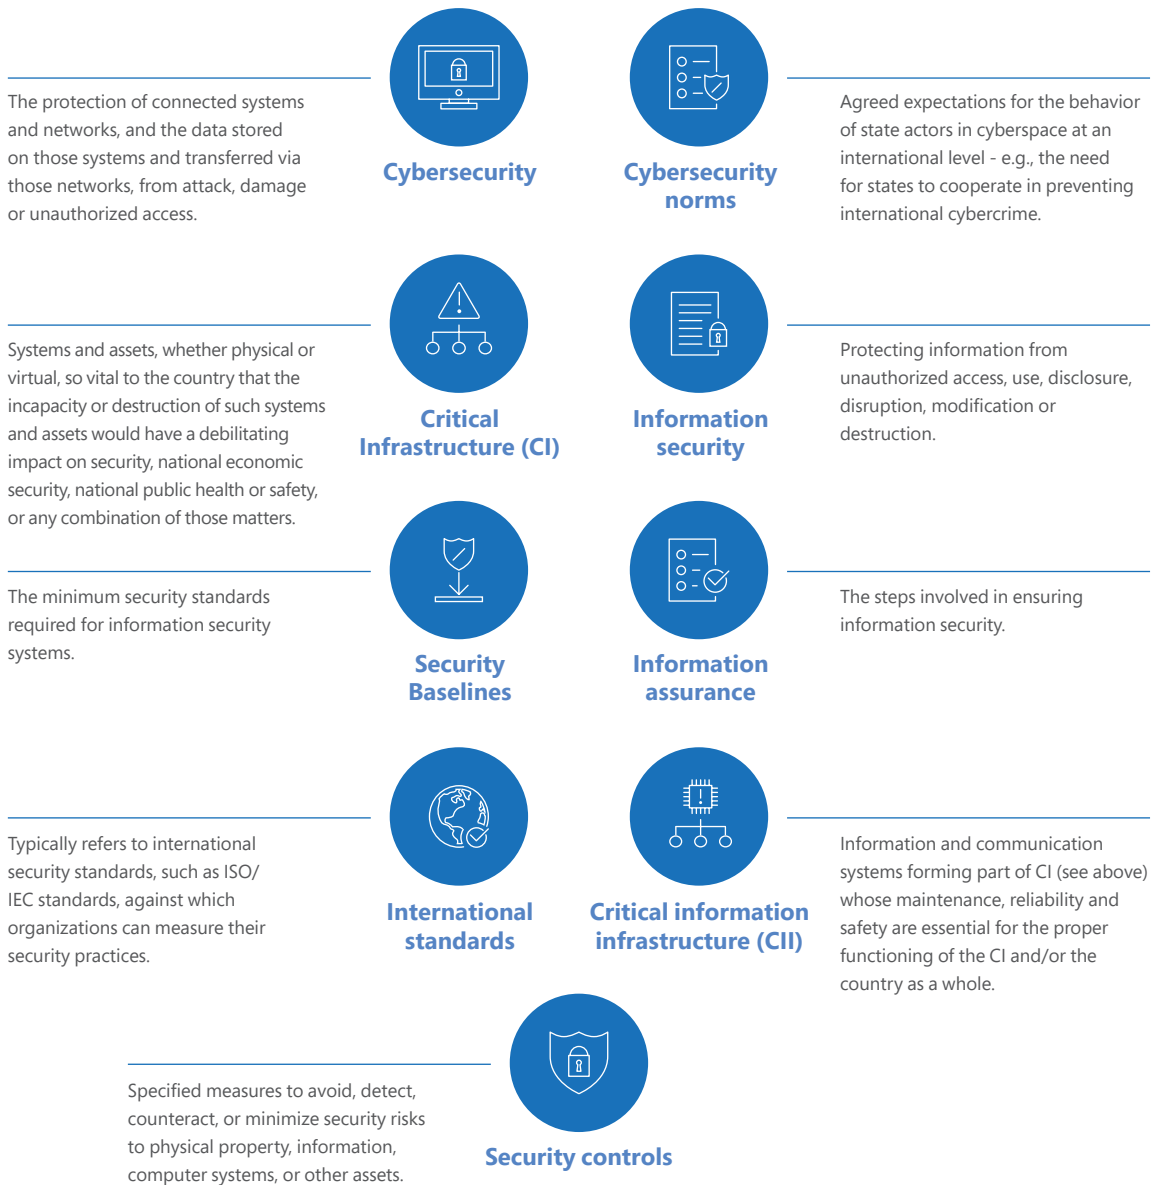 The protection of connected systems
and networks, and the data stored
on those systems and transferred via
those networks, from attack, damage
or unauthorized access.
Cybersecurity
Cybersecurity
norms
Agreed expectations for the behavior
of state actors in cyberspace at an
international level - e.g., the need
for states to cooperate in preventing
international cybercrime.
Systems and assets, whether physical or
virtual, so vital to the country that the
incapacity or destruction of such systems
and assets would have a debilitating
impact on security, national economic
security, national public health or safety,
or any combination of those matters.
Critical
Infrastructure (CI)
Information
security
Protecting information from
unauthorized access, use, disclosure,
disruption, modification or
destruction.
The minimum security standards
required for information security
systems.
Security
Baselines
Information
assurance
The steps involved in ensuring
information security.
Typically refers to international
security standards, such as ISO/
IEC standards, against which
organizations can measure their
security practices.
International
standards
Critical information
infrastructure (CII)
Information and communication
systems forming part of CI (see above)
whose maintenance, reliability and
safety are essential for the proper
functioning of the CI and/or the
country as a whole.
Specified measures to avoid, detect,
counteract, or minimize security risks
to physical property, information,
computer systems, or other assets.
Security controls